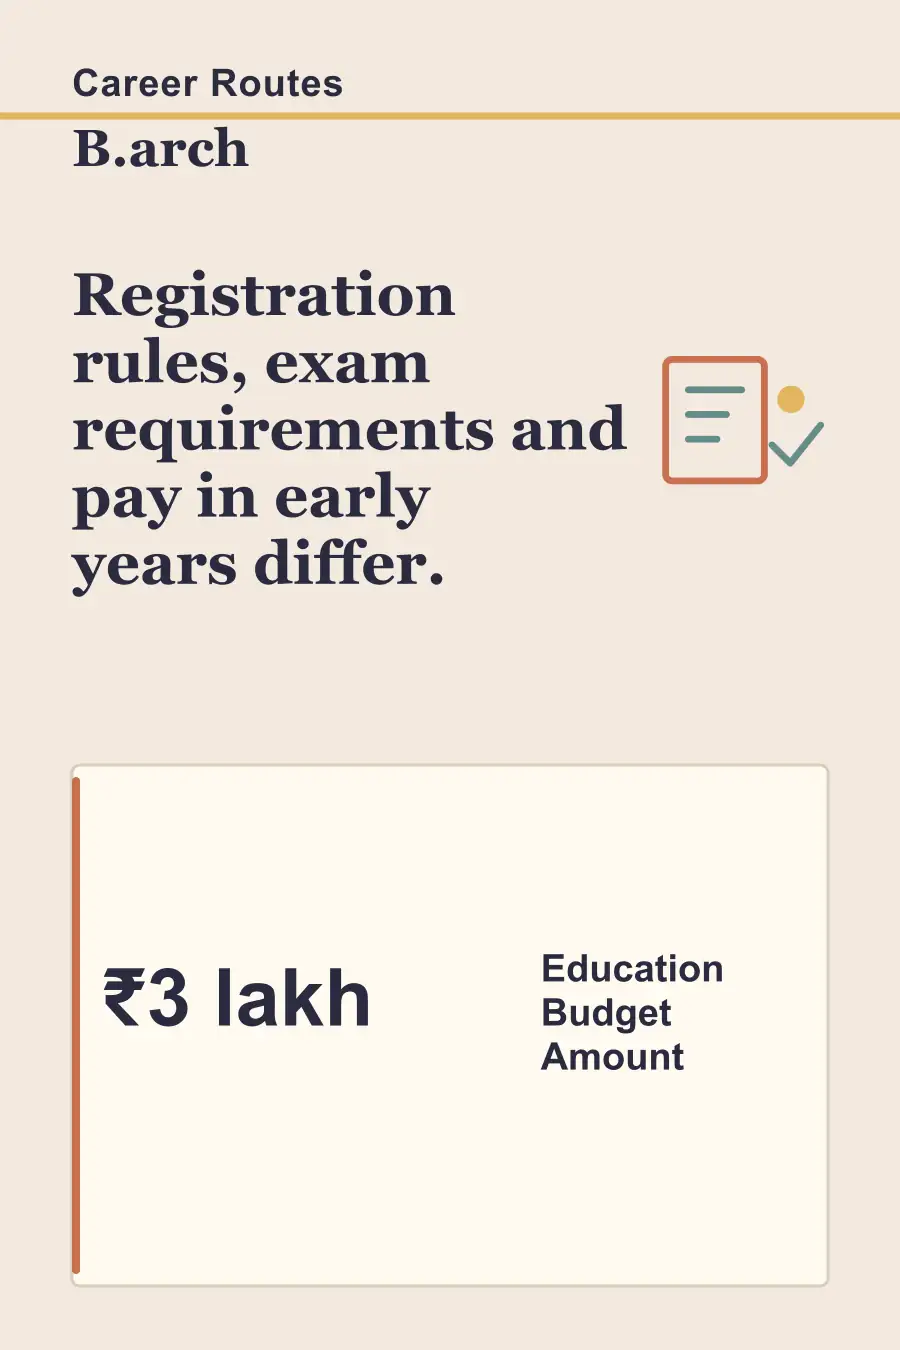 Career Routes
B.arch
Registration
rules, exam
requirements and
pay in early
years differ.
₹3 lakh
Education
Budget
Amount